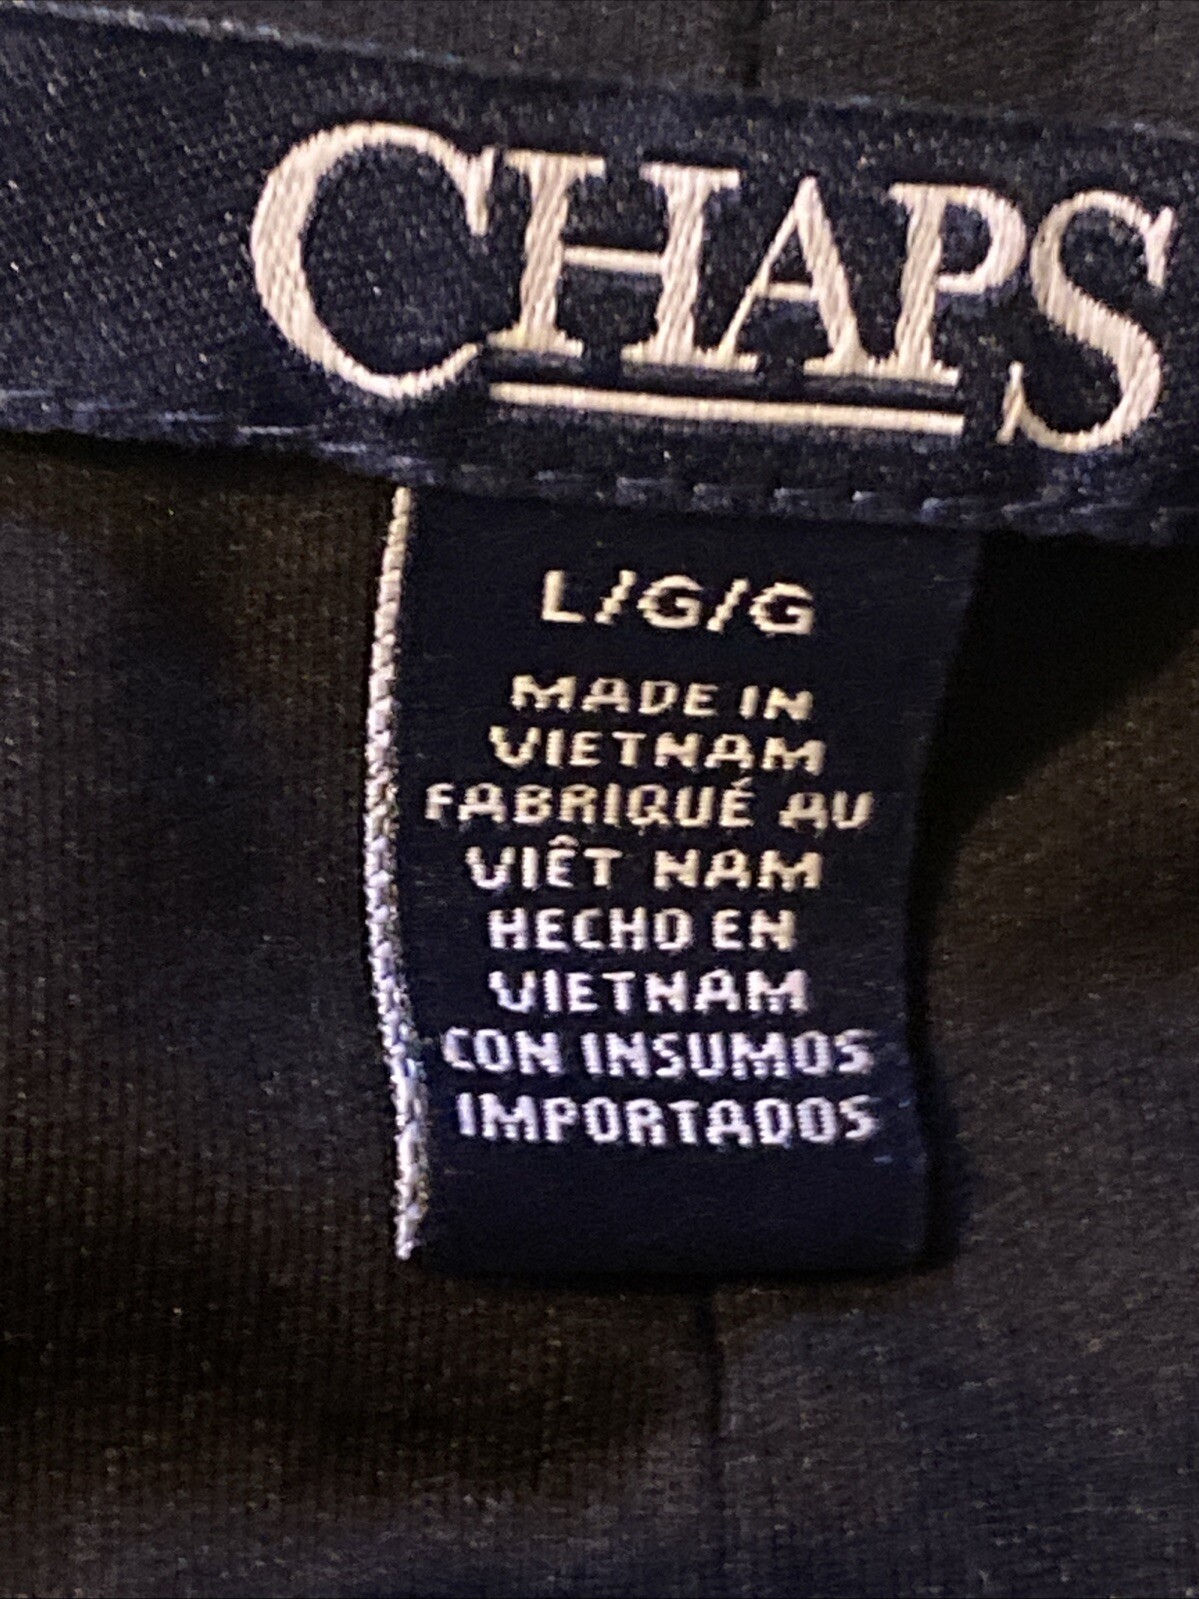 CHAPS
L/G/G
MADE IN
VIETNAM
FABRIQUÉ AU
VIÊT NAM
HECHO EN
VIETNAM
CON INSUMOS
IMPORTADOS